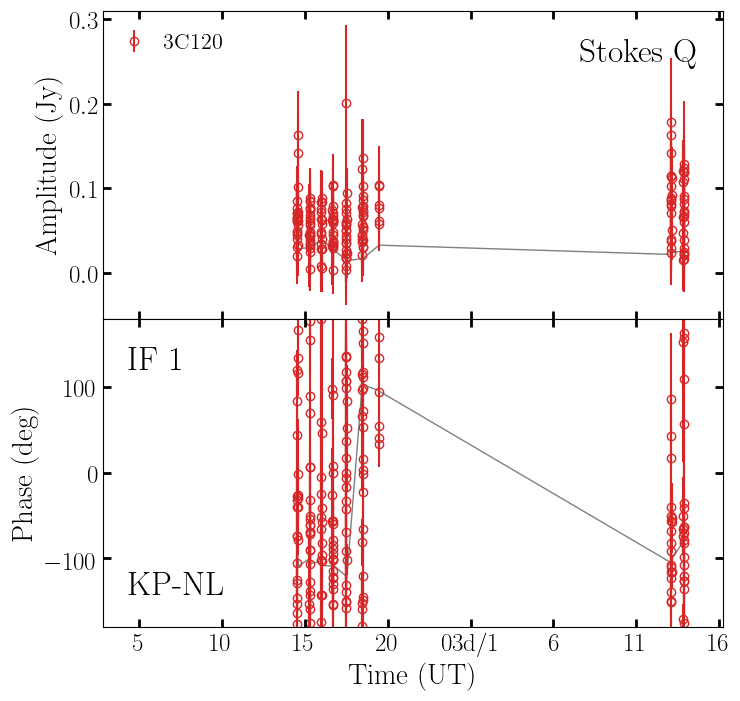 3C120
Stokes Q
Amplitude (Jy)
0.3
0.2
0.1
0.0
IF 1
KP-NL
Phase (deg)
100
0
−100
5 10 15 20 03d/1 6 11 16
Time (UT)